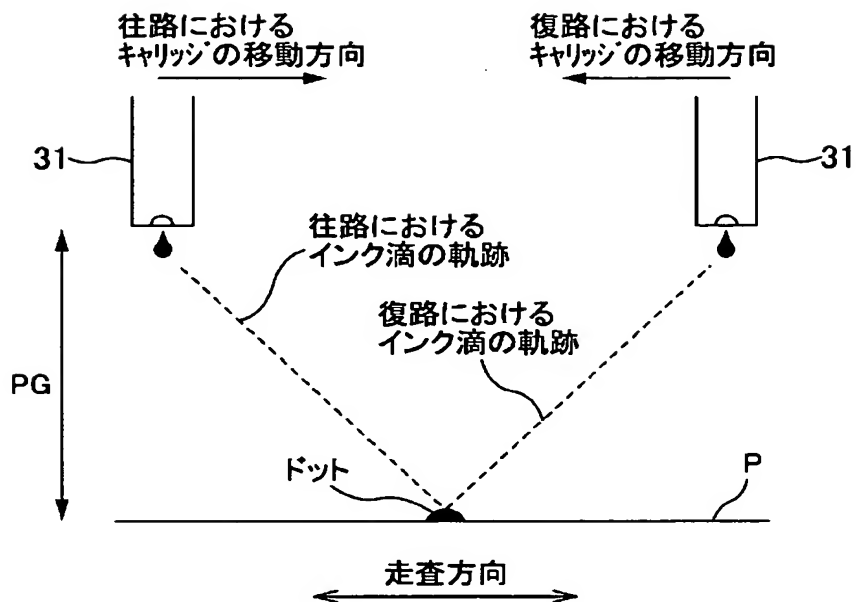 往路における
キャリッジの移動方向
復路における
キャリッジの移動方向
31
31
往路における
インク滴の軌跡
復路における
インク滴の軌跡
PG
ドット
P
走査方向